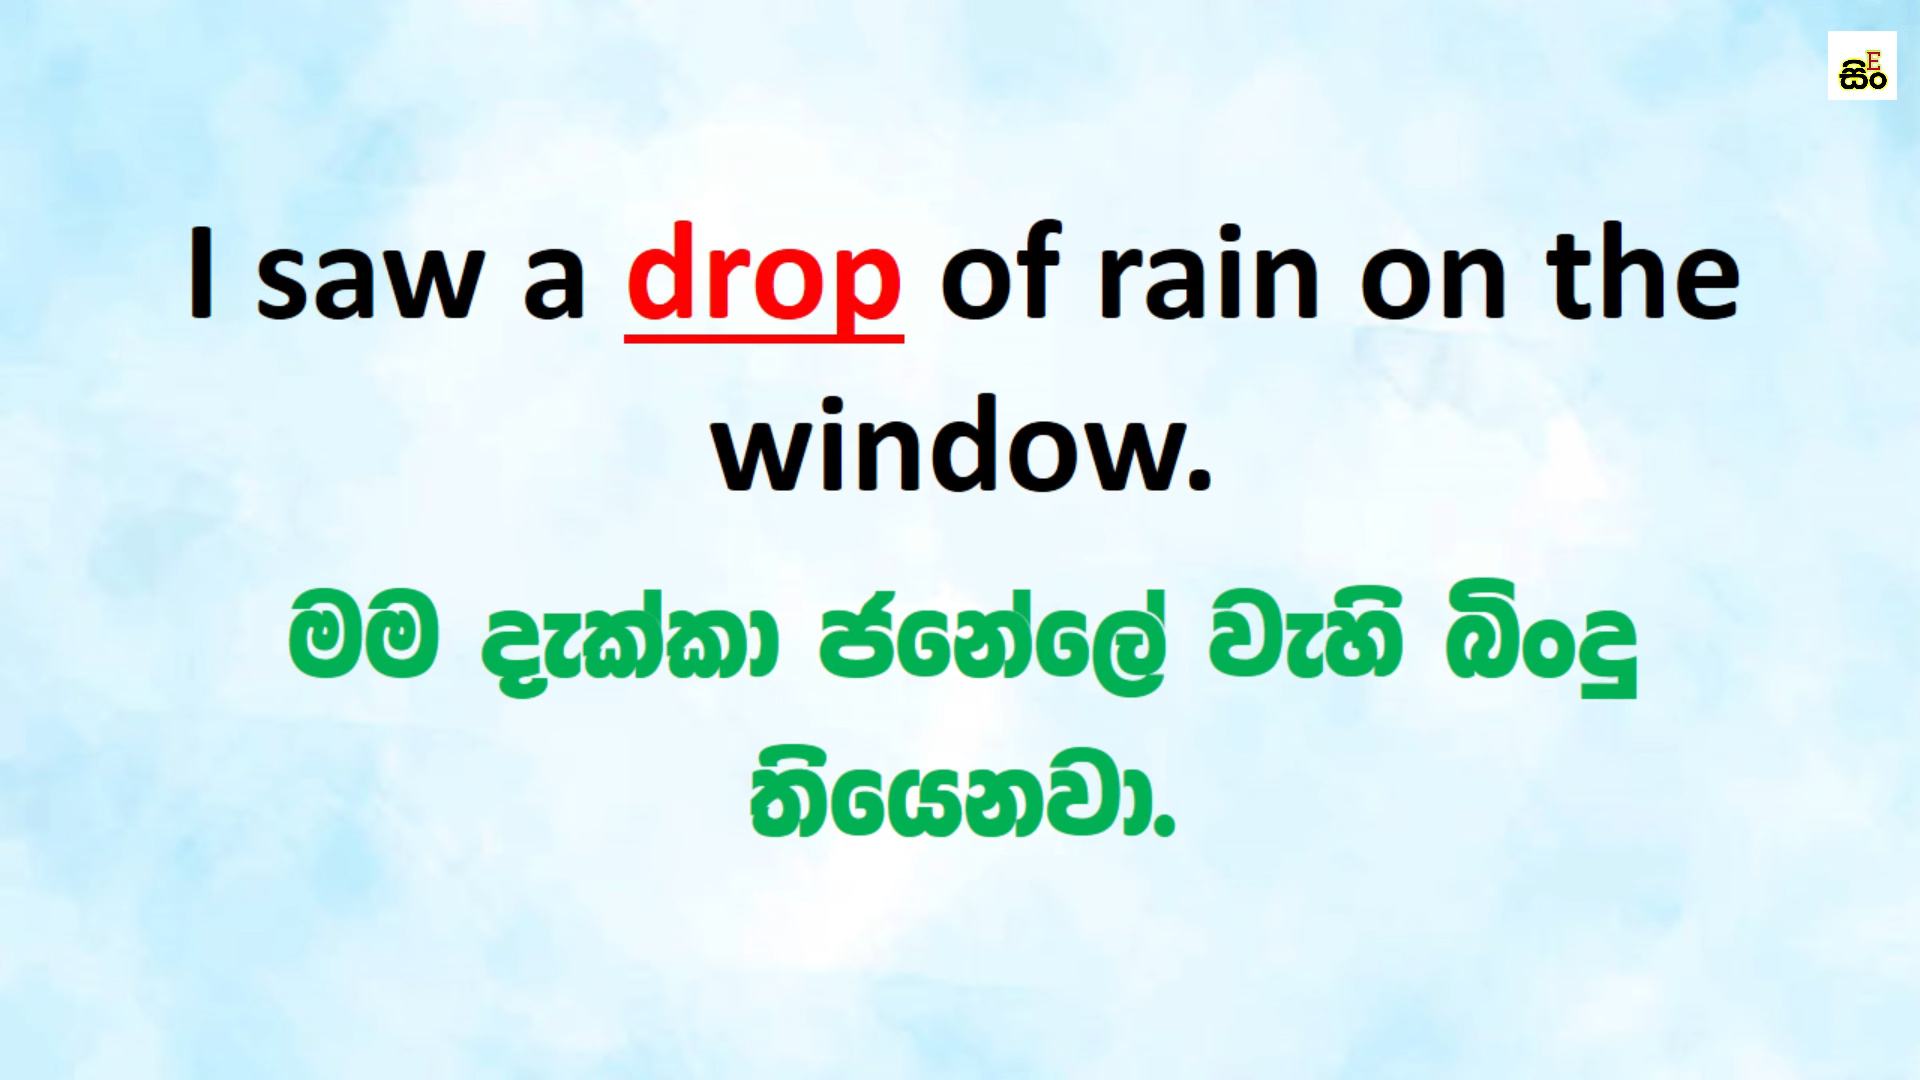 සිං E
I saw a drop of rain on the
window.
මම දැක්කා ජනේලේ වැහි බිංදු
තියෙනවා.